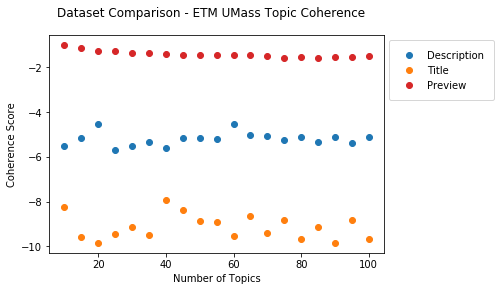 Dataset Comparison - ETM UMass Topic Coherence
Description
Title
Preview
Coherence Score
−2
−4
−6
−8
−10
20
40
60
80
100
Number of Topics